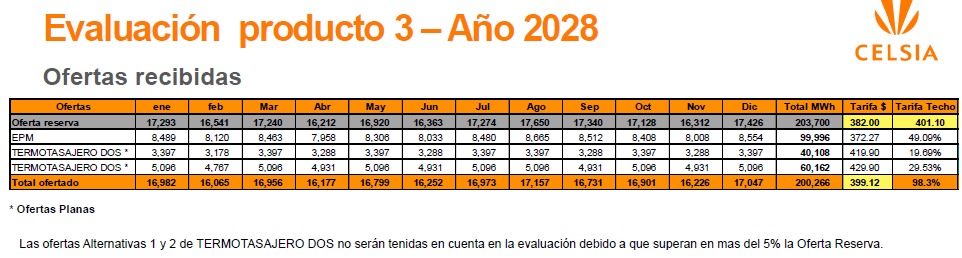 Evaluación producto 3 – Año 2028
CELSIA
Ofertas recibidas
Ofertas ene feb Mar Abr May Jun Jul Ago Sep Oct Nov Dic Total MWh Tarifa $ Tarifa Techo
Oferta reserva 17,293 16,541 17,240 16,212 16,920 16,363 17,274 17,650 17,340 17,128 16,312 17,426 203,700 382.00 401.10
EPM 8,489 8,120 8,463 7,958 8,306 8,033 8,480 8,665 8,512 8,408 8,008 8,554 99,996 372.27 49.09%
TERMOTASAJERO DOS * 3,397 3,178 3,397 3,288 3,397 3,288 3,397 3,397 3,288 3,397 3,288 3,397 40,108 419.90 19.69%
TERMOTASAJERO DOS * 5,096 4,767 5,096 4,931 5,096 4,931 5,096 5,096 4,931 5,096 4,931 5,096 60,162 429.90 29.53%
Total ofertado 16,982 16,065 16,956 16,177 16,799 16,252 16,973 17,157 16,731 16,901 16,226 17,047 200,266 399.12 98.3%
* Ofertas Planas
Las ofertas Alternativas 1 y 2 de TERMOTASAJERO DOS no serán tenidas en cuenta en la evaluación debido a que superan en mas del 5% la Oferta Reserva.